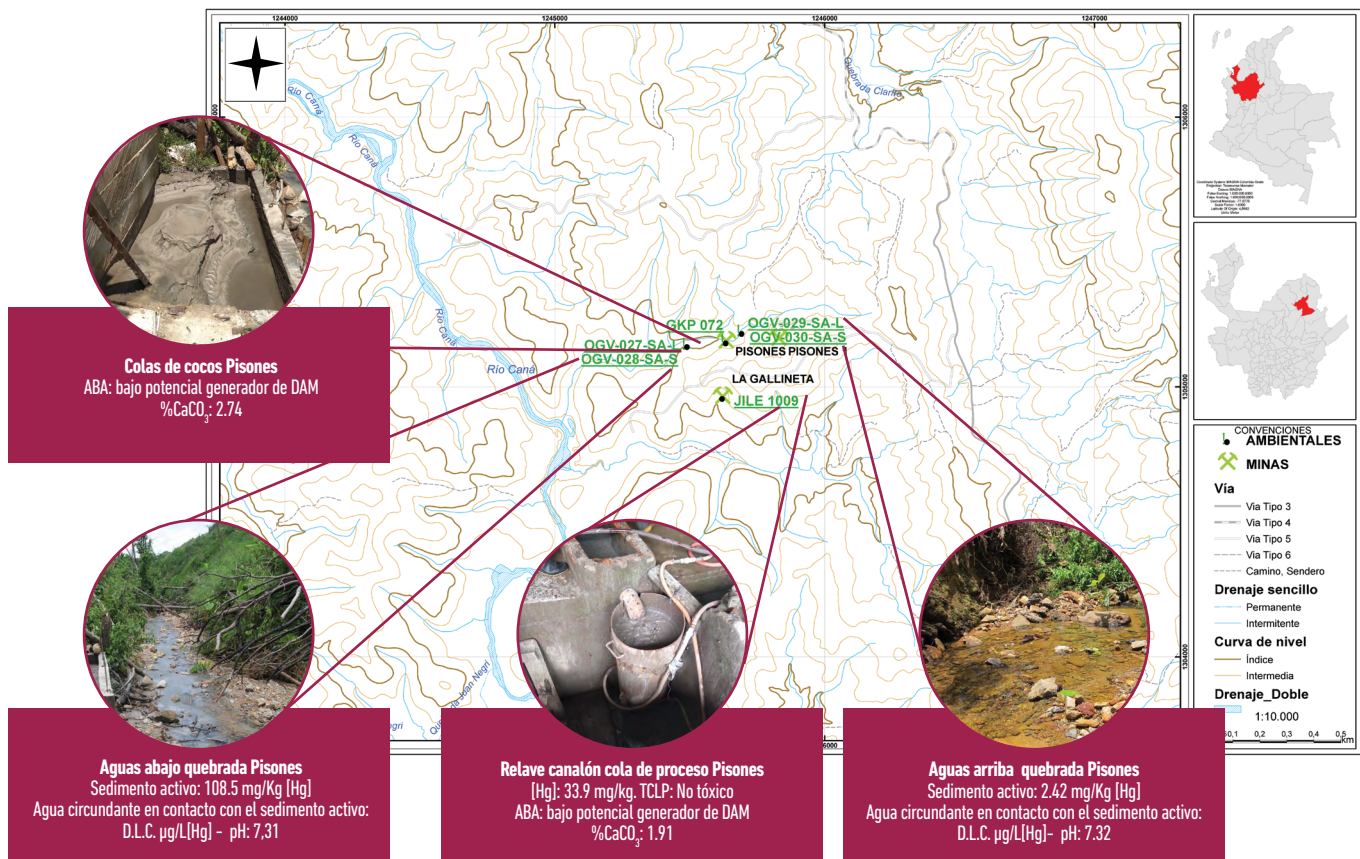 1244000
1245000
1246000
1247000
Río Caná
Río Caná
Río Caná
Río Caná
Quebrada Clarita
1306000
1305000
1304000
GKP 072
OGV-029-SA-L
OGV-030-SA-S
OGV-027-SA-L
OGV-028-SA-S
PISONES PISONES
LA GALLINETA
JILE 1009
Colas de cocos Pisones
ABA: bajo potencial generador de DAM
%CaCO₃: 2.74
Aguas abajo quebrada Pisones
Sedimento activo: 108.5 mg/Kg [Hg]
Agua circundante en contacto con el sedimento activo:
D.L.C. µg/L[Hg] - pH: 7,31
Relave canalón cola de proceso Pisones
[Hg]: 33.9 mg/kg. TCLP: No tóxico
ABA: bajo potencial generador de DAM
%CaCO₃: 1.91
Aguas arriba quebrada Pisones
Sedimento activo: 2.42 mg/Kg [Hg]
Agua circundante en contacto con el sedimento activo:
D.L.C. µg/L[Hg]- pH: 7.32
Juan Negri
CONVENCIONES
AMBIENTALES
MINAS
Vía
Via Tipo 3
Via Tipo 4
Via Tipo 5
Via Tipo 6
Camino, Sendero
Drenaje sencillo
Permanente
Intermitente
Curva de nivel
Índice
Intermedia
Drenaje_Doble
1:10.000
0,1 0,2 0,3 0,4 0,5
km